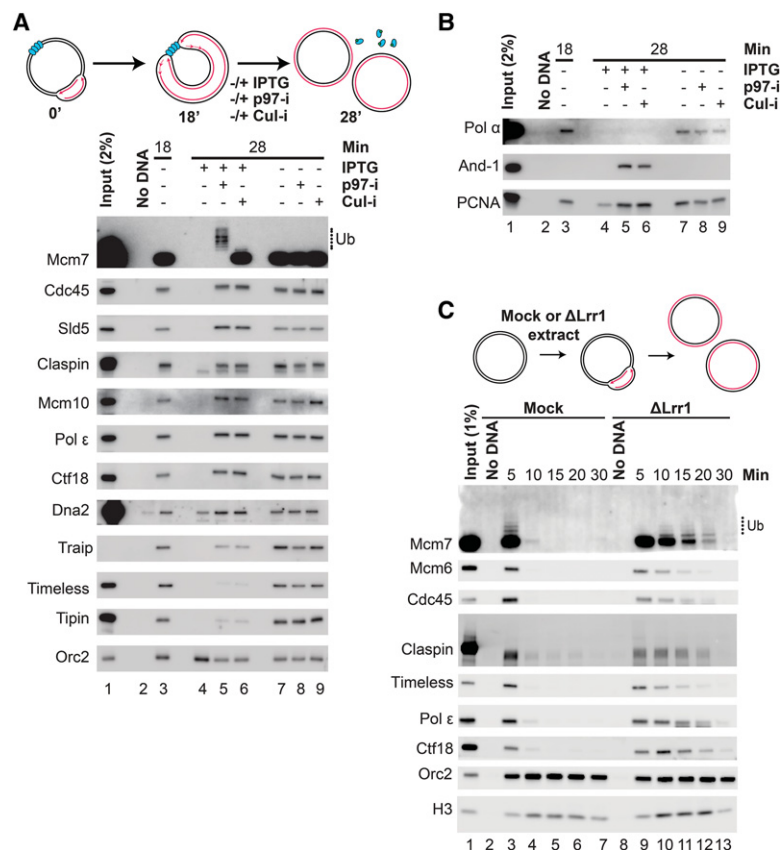 A
0'
18'
-/+ IPTG
-/+ p97-i
-/+ Cul-i
28'
Input (2%)
No DNA
18 28 Min
- + + + - - - IPTG
- - + - - + - p97-i
- - - + - - + Cul-i
Ub
Mcm7
Cdc45
Sld5
Claspin
Mcm10
Pol ε
Ctf18
Dna2
Traip
Timeless
Tipin
Orc2
1 2 3 4 5 6 7 8 9
B
Input (2%)
No DNA
18 28 Min
- + + + - - - IPTG
- - + - - + - p97-i
- - - + - - + Cul-i
Pol α
And-1
PCNA
1 2 3 4 5 6 7 8 9
C
Mock or ΔLrr1
extract
Mock ΔLrr1
Input (1%)
No DNA
5 10 15 20 30
No DNA
5 10 15 20 30 Min
Ub
Mcm7
Mcm6
Cdc45
Claspin
Timeless
Pol ε
Ctf18
Orc2
H3
1 2 3 4 5 6 7 8 9 10 11 12 13